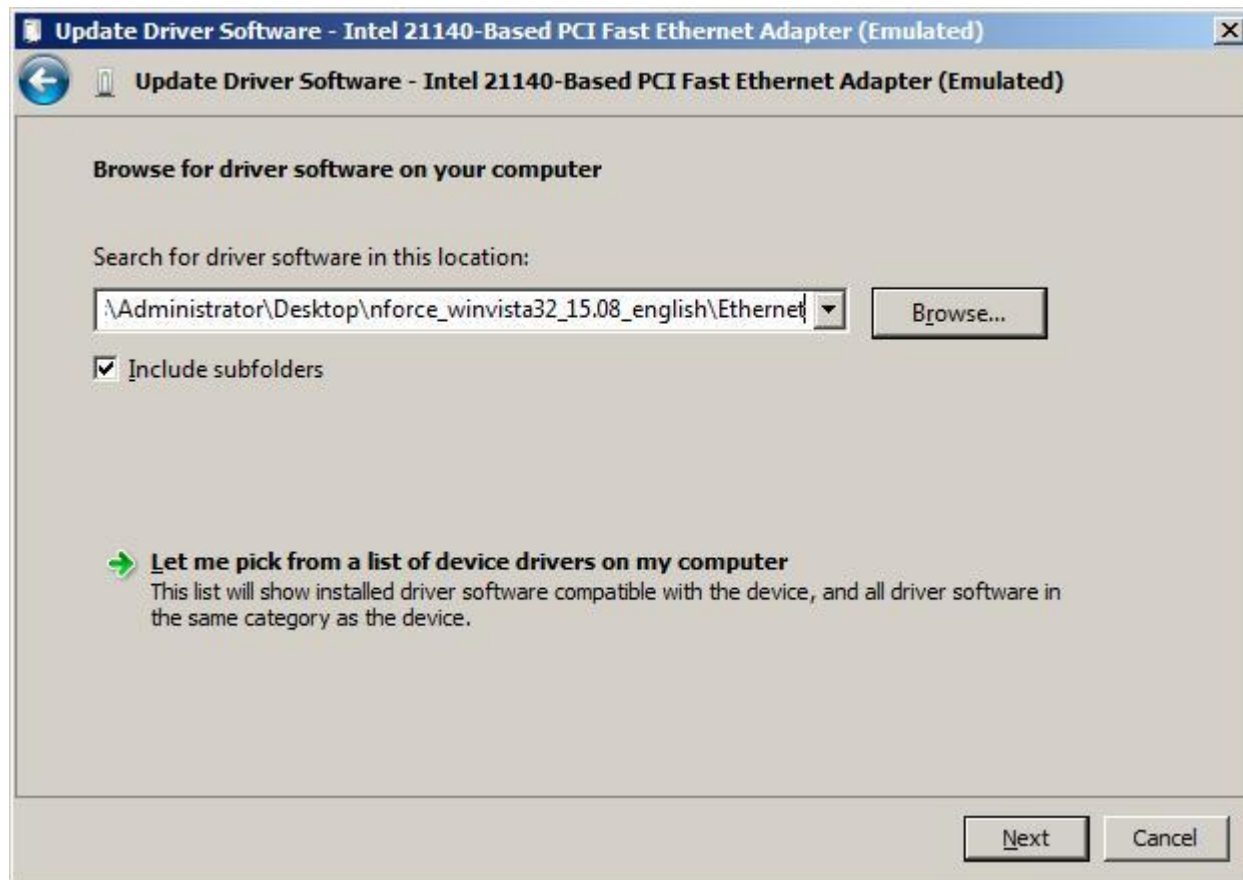 Update Driver Software - Intel 21140-Based PCI Fast Ethernet Adapter (Emulated)
Update Driver Software - Intel 21140-Based PCI Fast Ethernet Adapter (Emulated)
Browse for driver software on your computer
Search for driver software in this location:
:\Administrator\Desktop\nforce_winvista32_15.08_english\Ethernet
Browse...
Include subfolders
Let me pick from a list of device drivers on my computer
This list will show installed driver software compatible with the device, and all driver software in
the same category as the device.
Next
Cancel